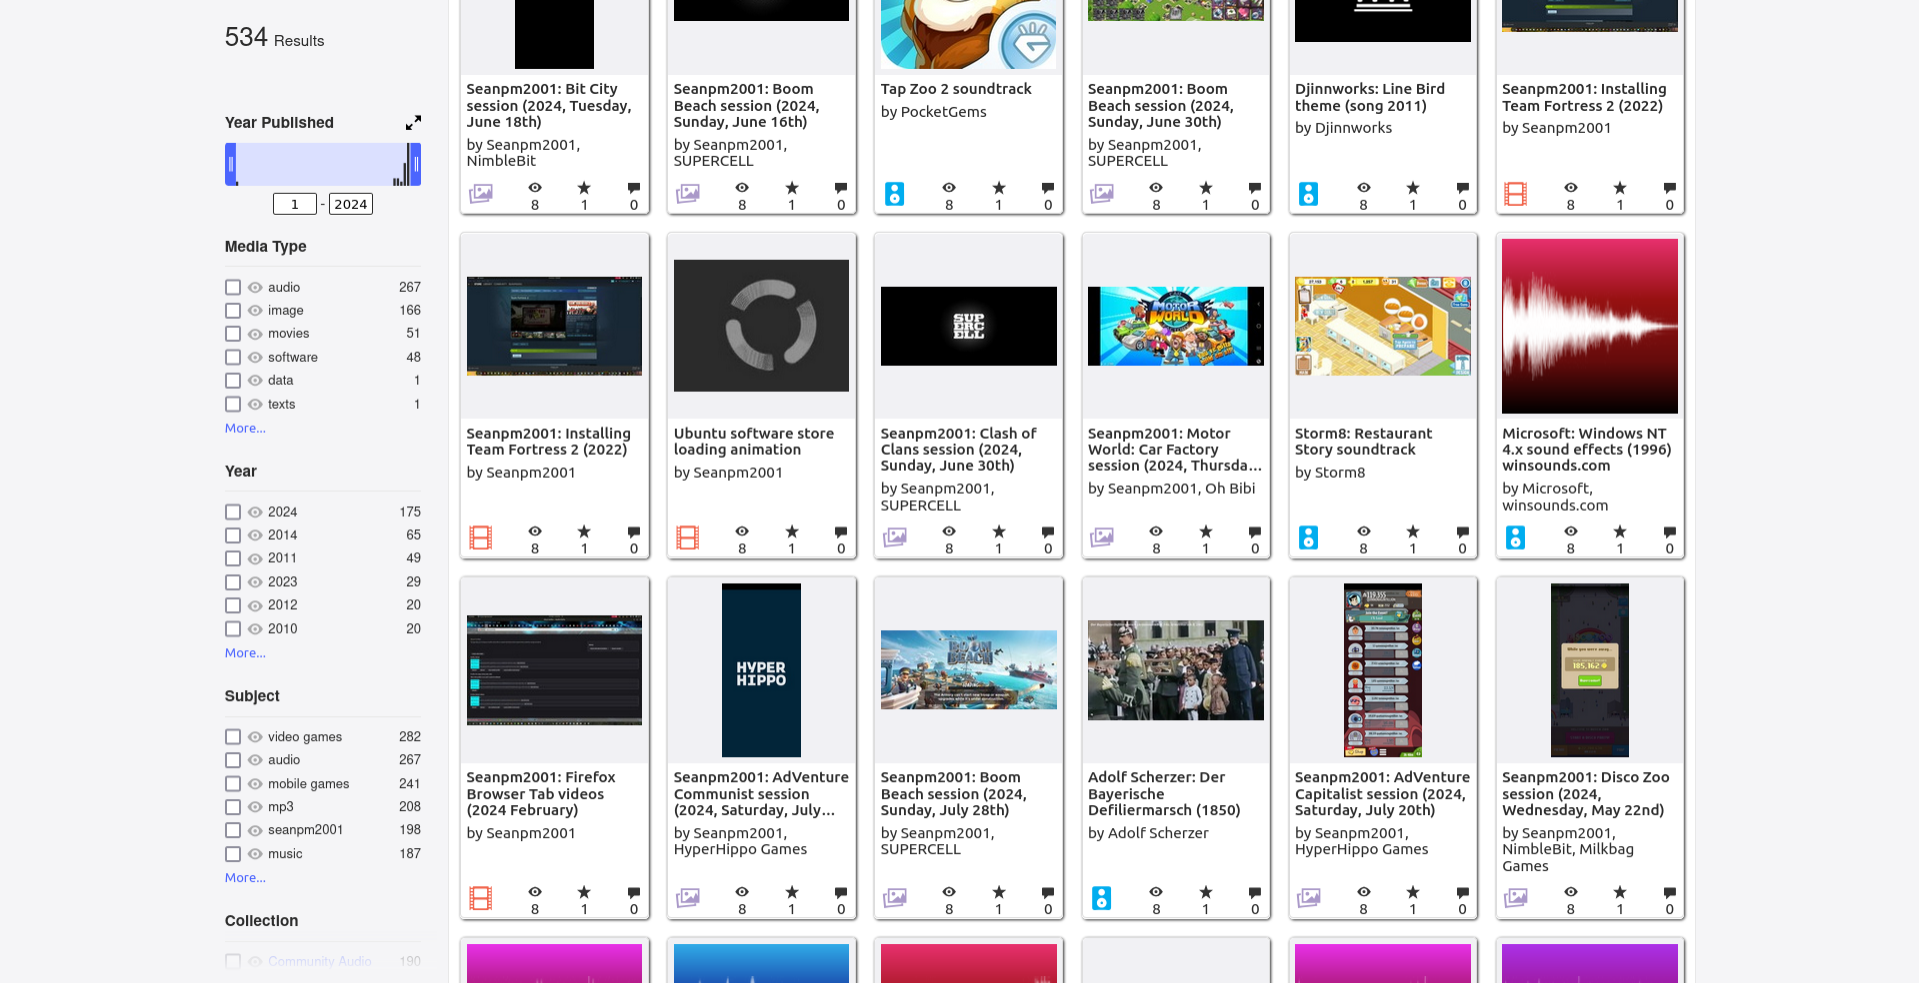 534 Results
Year Published
1 - 2024
Media Type
audio 267
image 166
movies 51
software 48
data 1
texts 1
More...
Year
2024 175
2014 65
2011 49
2023 29
2012 20
2010 20
More...
Subject
video games 282
audio 267
mobile games 241
mp3 208
seanpm2001 198
music 187
More...
Collection
Community Audio 190
Seanpm2001: Bit City
session (2024, Tuesday,
June 18th)
by Seanpm2001,
NimbleBit
8 1 0
Seanpm2001: Boom
Beach session (2024,
Sunday, June 16th)
by Seanpm2001,
SUPERCELL
8 1 0
Tap Zoo 2 soundtrack
by PocketGems
8 1 0
Seanpm2001: Boom
Beach session (2024,
Sunday, June 30th)
by Seanpm2001,
SUPERCELL
8 1 0
Djinnworks: Line Bird
theme (song 2011)
by Djinnworks
8 1 0
Seanpm2001: Installing
Team Fortress 2 (2022)
by Seanpm2001
8 1 0
Seanpm2001: Installing
Team Fortress 2 (2022)
by Seanpm2001
8 1 0
Ubuntu software store
loading animation
by Seanpm2001
8 1 0
SUP
ERC
ELL
Seanpm2001: Clash of
Clans session (2024,
Sunday, June 30th)
by Seanpm2001,
SUPERCELL
8 1 0
MOTOR
WORLD
Seanpm2001: Motor
World: Car Factory
session (2024, Thursda...
by Seanpm2001, Oh Bibi
8 1 0
Storm8: Restaurant
Story soundtrack
by Storm8
8 1 0
Microsoft: Windows NT
4.x sound effects (1996)
winsounds.com
by Microsoft,
winsounds.com
8 1 0
Seanpm2001: Firefox
Browser Tab videos
(2024 February)
by Seanpm2001
8 1 0
HYPER
HIPPO
Seanpm2001: AdVenture
Communist session
(2024, Saturday, July...
by Seanpm2001,
HyperHippo Games
8 1 0
BOOM
BEACH
Seanpm2001: Boom
Beach session (2024,
Sunday, July 28th)
by Seanpm2001,
SUPERCELL
8 1 0
Adolf Scherzer: Der
Bayerische
Defiliermarsch (1850)
by Adolf Scherzer
8 1 0
Seanpm2001: AdVenture
Capitalist session (2024,
Saturday, July 20th)
by Seanpm2001,
HyperHippo Games
8 1 0
While you were away...
185,162
Seanpm2001: Disco Zoo
session (2024,
Wednesday, May 22nd)
by Seanpm2001,
NimbleBit, Milkbag
Games
8 1 0